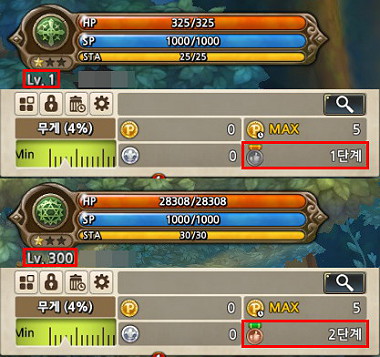 HP 325/325
SP 1000/1000
STA 25/25
Lv. 1
무게 (4%) 0 MAX 5
Min 0 1단계
HP 28308/28308
SP 1000/1000
STA 30/30
Lv. 300
무게 (4%) 0 MAX 5
Min 0 2단계